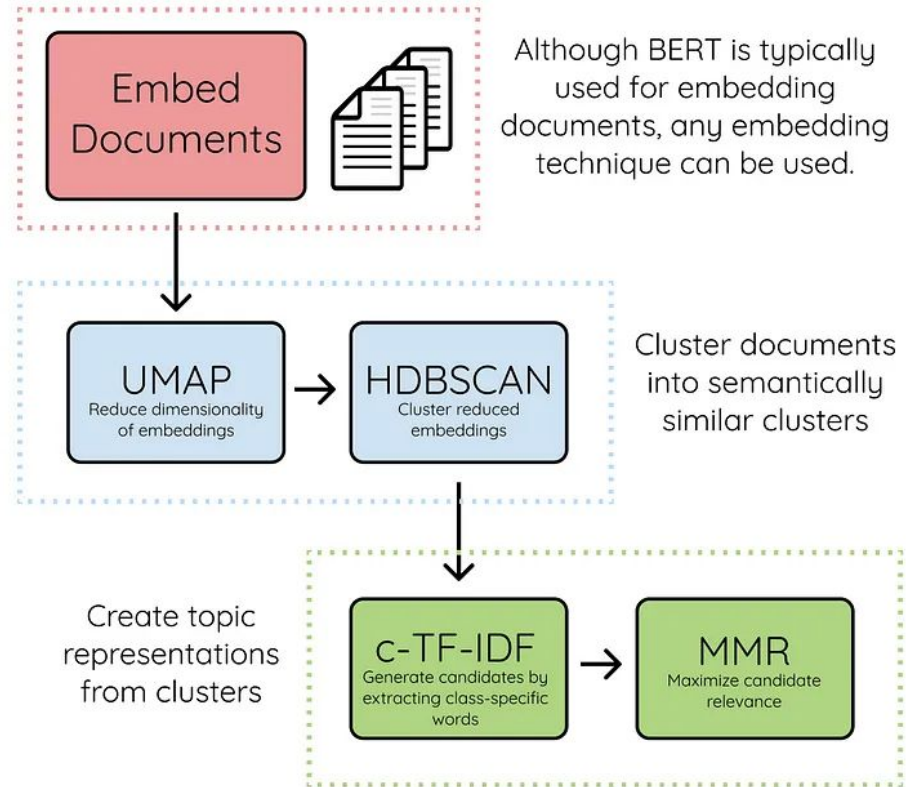 Embed
Documents
Although BERT is typically
used for embedding
documents, any embedding
technique can be used.
UMAP
Reduce dimensionality
of embeddings
HDBSCAN
Cluster reduced
embeddings
Cluster documents
into semantically
similar clusters
Create topic
representations
from clusters
c-TF-IDF
Generate candidates by
extracting class-specific
words
MMR
Maximize candidate
relevance